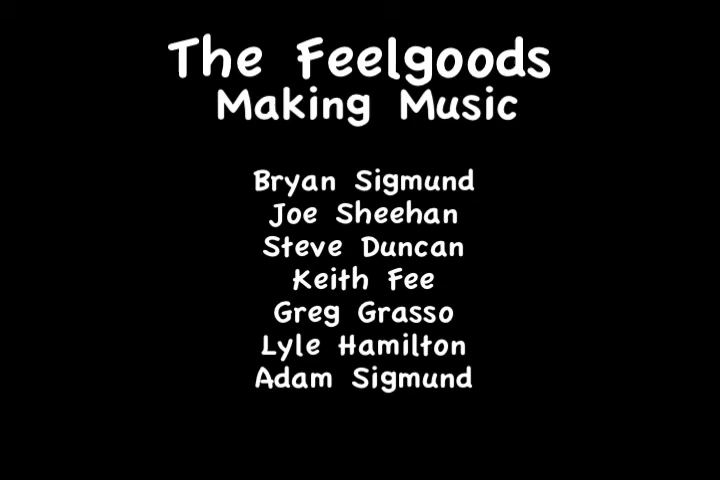 The Feelgoods
Making Music
Bryan Sigmund
Joe Sheehan
Steve Duncan
Keith Fee
Greg Grasso
Lyle Hamilton
Adam Sigmund